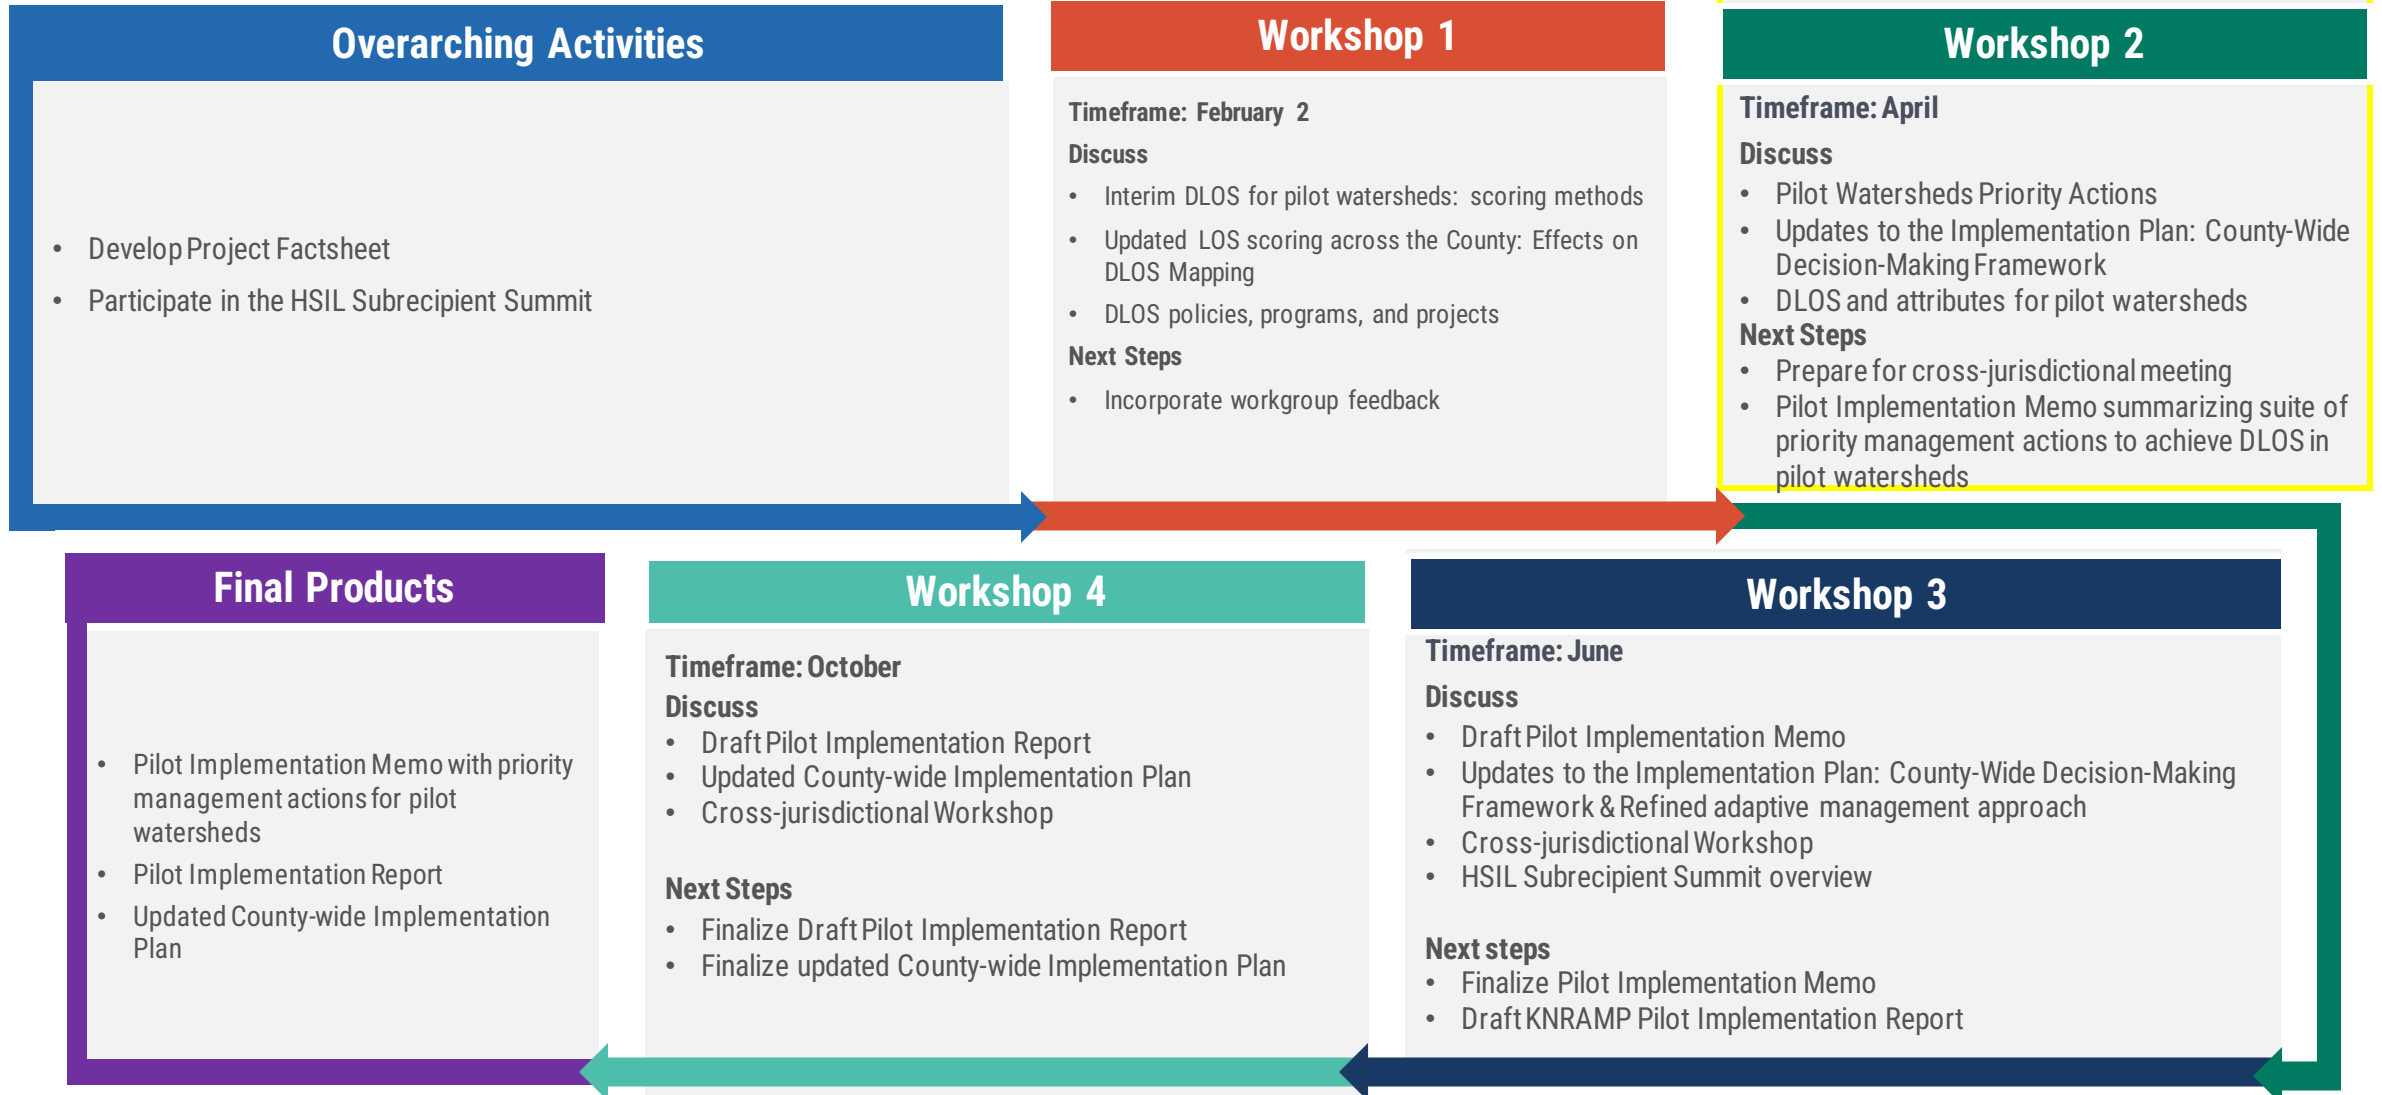 Overarching Activities
• Develop Project Factsheet
• Participate in the HSIL Subrecipient Summit
Workshop 1
Timeframe: February 2
Discuss
• Interim DLOS for pilot watersheds: scoring methods
• Updated LOS scoring across the County: Effects on
DLOS Mapping
• DLOS policies, programs, and projects
Next Steps
• Incorporate workgroup feedback
Workshop 2
Timeframe: April
Discuss
• Pilot Watersheds Priority Actions
• Updates to the Implementation Plan: County-Wide
Decision-Making Framework
• DLOS and attributes for pilot watersheds
Next Steps
• Prepare for cross-jurisdictional meeting
• Pilot Implementation Memo summarizing suite of
priority management actions to achieve DLOS in
pilot watersheds
Workshop 3
Timeframe: June
Discuss
• Draft Pilot Implementation Memo
• Updates to the Implementation Plan: County-Wide Decision-Making
Framework & Refined adaptive management approach
• Cross-jurisdictional Workshop
• HSIL Subrecipient Summit overview
Next steps
• Finalize Pilot Implementation Memo
• Draft KNRAMP Pilot Implementation Report
Workshop 4
Timeframe: October
Discuss
• Draft Pilot Implementation Report
• Updated County-wide Implementation Plan
• Cross-jurisdictional Workshop
Next Steps
• Finalize Draft Pilot Implementation Report
• Finalize updated County-wide Implementation Plan
Final Products
• Pilot Implementation Memo with priority
management actions for pilot
watersheds
• Pilot Implementation Report
• Updated County-wide Implementation
Plan